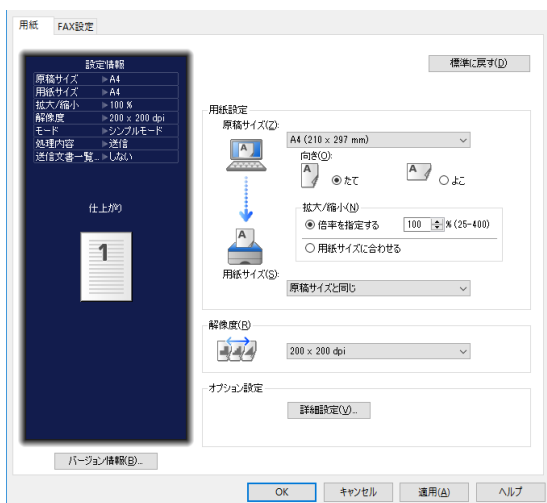 用紙 FAX設定
標準に戻す(D)
設定情報
原稿サイズ ▶A4
用紙サイズ ▶A4
拡大/縮小 ▶100 %
解像度 ▶200 x 200 dpi
モード ▶シンプルモード
処理内容 ▶送信
送信文書一覧... ▶しない
仕上がり
1
バージョン情報(B)...
用紙設定
原稿サイズ(Z):
A4 (210 x 297 mm)
向き(O):
A たて A よこ
拡大/縮小(N)
倍率を指定する 100 % (25-400)
用紙サイズに合わせる
A
A
用紙サイズ(S):
原稿サイズと同じ
解像度(R)
200 x 200 dpi
オプション設定
詳細設定(V)...
OK キャンセル 適用(A) ヘルプ